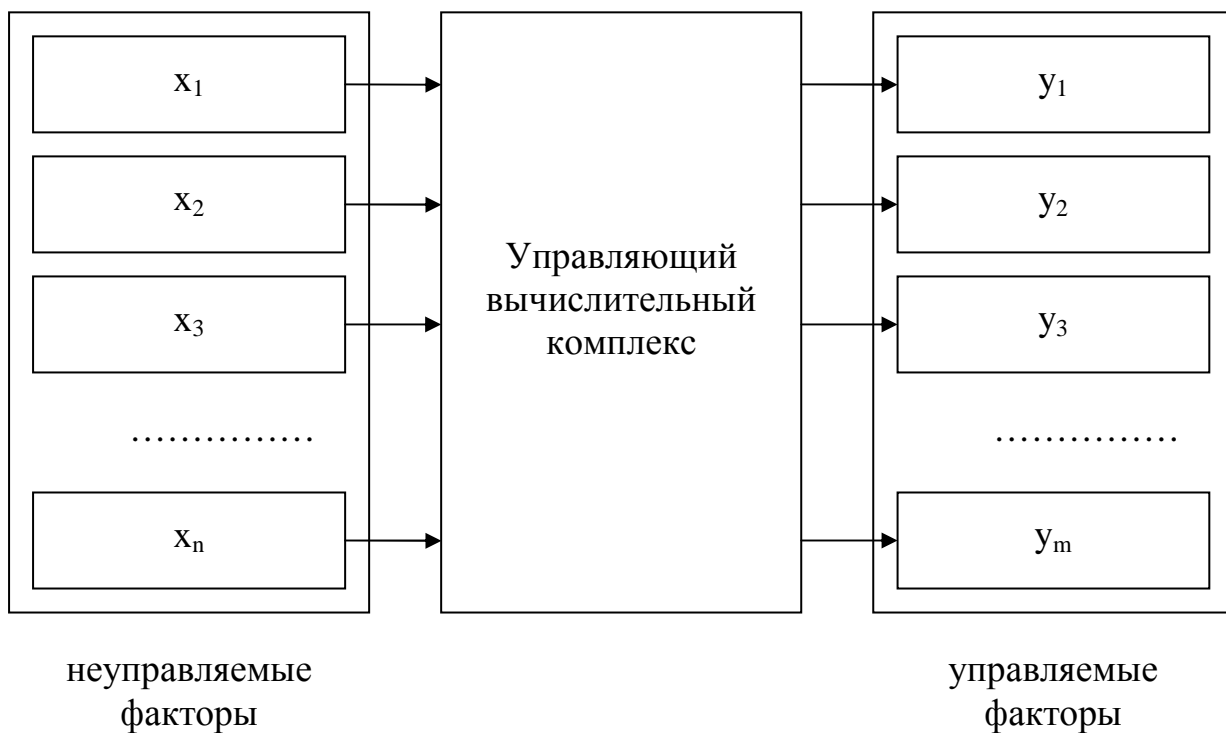 x₁
x₂
x₃
...............
xₙ
Управляющий
вычислительный
комплекс
y₁
y₂
y₃
...............
yₘ
неуправляемые
факторы
управляемые
факторы